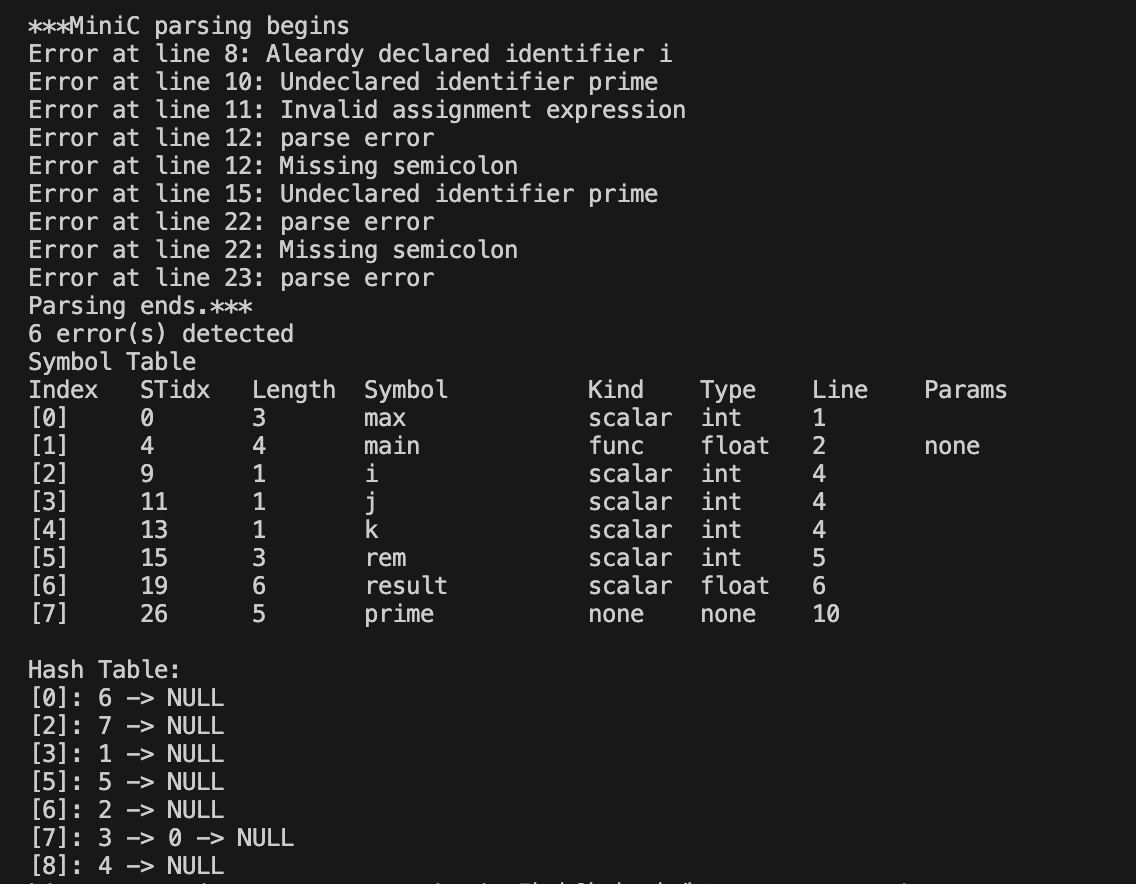 ***MiniC parsing begins
Error at line 8: Aleardy declared identifier i
Error at line 10: Undeclared identifier prime
Error at line 11: Invalid assignment expression
Error at line 12: parse error
Error at line 12: Missing semicolon
Error at line 15: Undeclared identifier prime
Error at line 22: parse error
Error at line 22: Missing semicolon
Error at line 23: parse error
Parsing ends.***
6 error(s) detected
Symbol Table
Index STidx Length Symbol Kind Type Line Params
[0] 0 3 max scalar int 1
[1] 4 4 main func float 2 none
[2] 9 1 i scalar int 4
[3] 11 1 j scalar int 4
[4] 13 1 k scalar int 4
[5] 15 3 rem scalar int 5
[6] 19 6 result scalar float 6
[7] 26 5 prime none none 10
Hash Table:
[0]: 6 -> NULL
[2]: 7 -> NULL
[3]: 1 -> NULL
[5]: 5 -> NULL
[6]: 2 -> NULL
[7]: 3 -> 0 -> NULL
[8]: 4 -> NULL